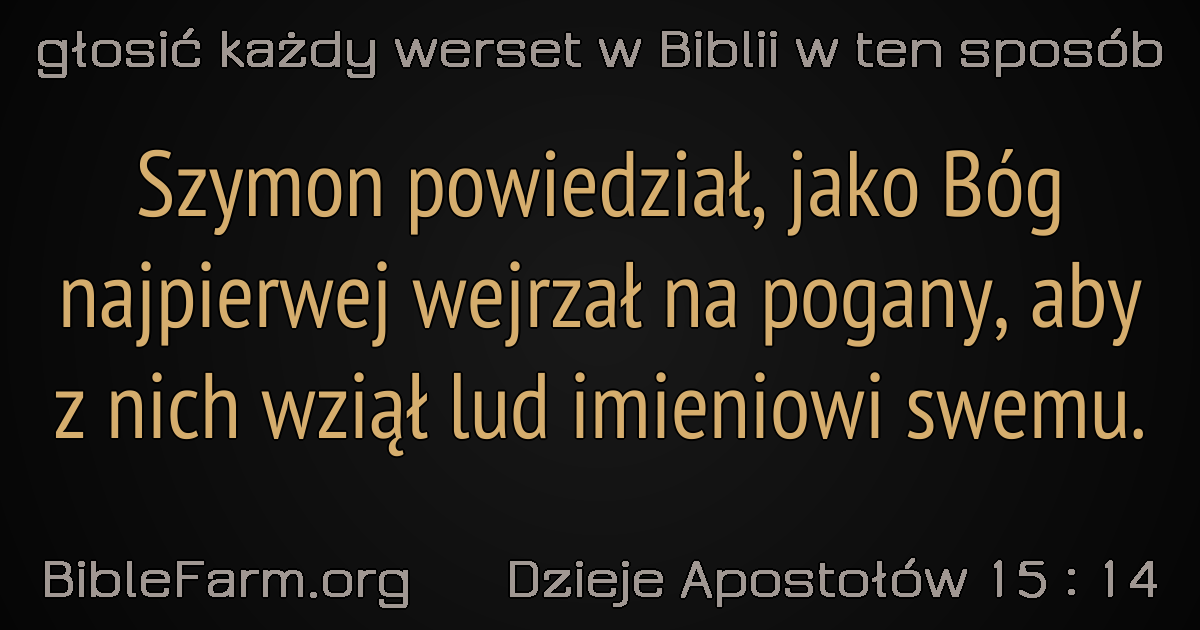 głosić każdy werset w Biblii w ten sposób
Szymon powiedział, jako Bóg
najpierwej wejrzał na pogany, aby
z nich wziął lud imieniowi swemu.
BibleFarm.org Dzieje Apostołów 15 : 14